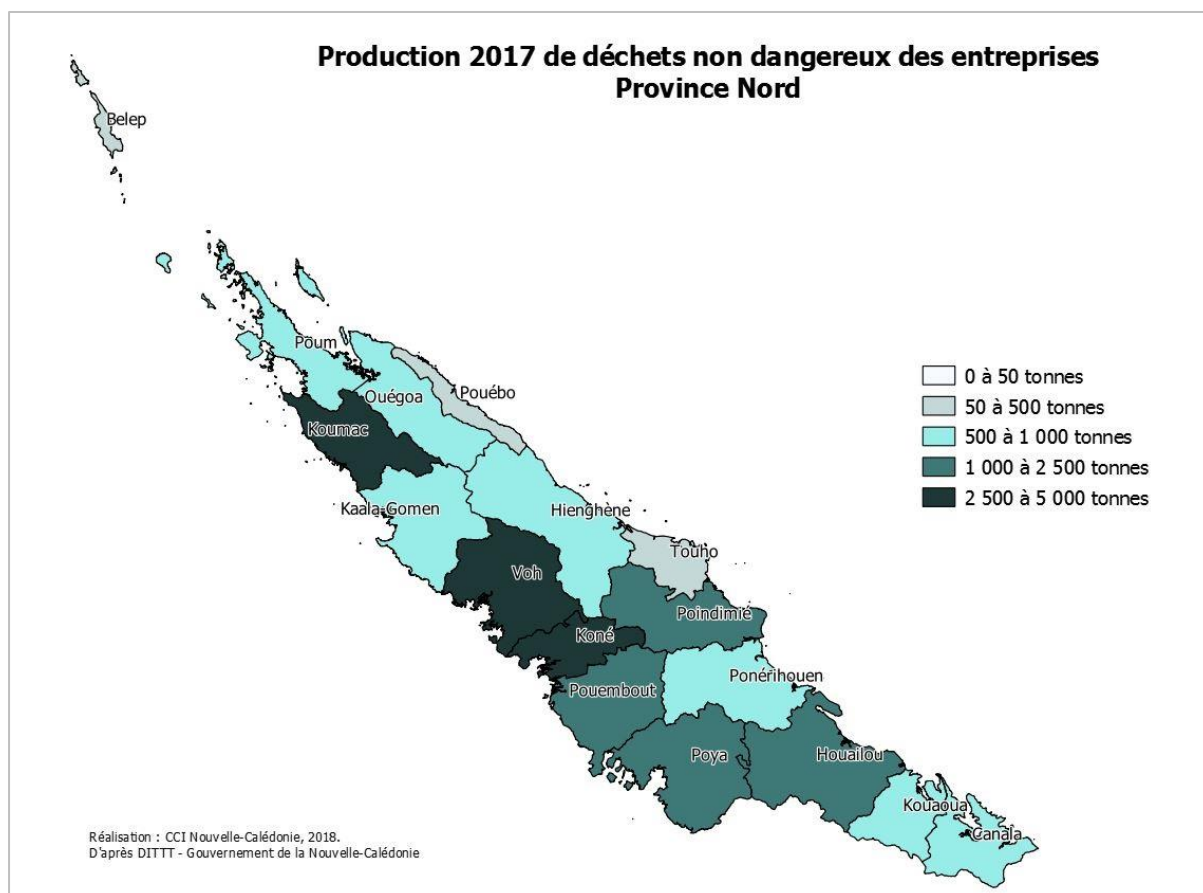 Production 2017 de déchets non dangereux des entreprises
Province Nord
Belep
Poum
Ouégoa
Pouébo
Koumac
Kaala-Gomen
Hienghène
Touho
Voh
Poindimié
Koné
Ponérihouen
Pouembout
Poya
Houaïlou
Kouaoua
Canala
0 à 50 tonnes
50 à 500 tonnes
500 à 1 000 tonnes
1 000 à 2 500 tonnes
2 500 à 5 000 tonnes
Réalisation : CCI Nouvelle-Calédonie, 2018.
D'après DITTT - Gouvernement de la Nouvelle-Calédonie